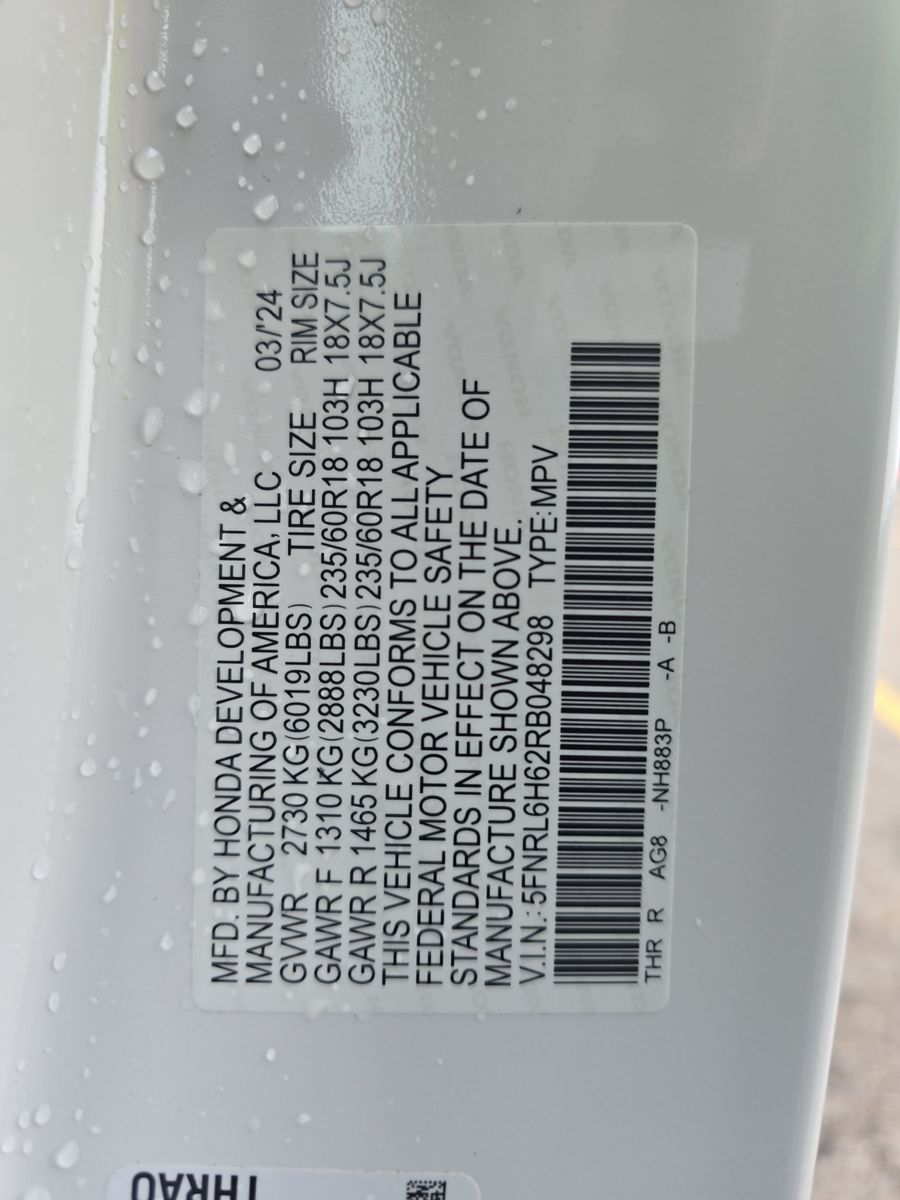 MFD. BY HONDA DEVELOPMENT &
MANUFACTURING OF AMERICA, LLC 03/'24
GVWR 2730 KG(6019LBS) TIRE SIZE RIM SIZE
GAWR F 1310 KG(2888LBS) 235/60R18 103H 18X7.5J
GAWR R 1465 KG(3230LBS) 235/60R18 103H 18X7.5J
THIS VEHICLE CONFORMS TO ALL APPLICABLE
FEDERAL MOTOR VEHICLE SAFETY
STANDARDS IN EFFECT ON THE DATE OF
MANUFACTURE SHOWN ABOVE.
V.I.N.: 5FNRL6H62RB048298 TYPE: MPV
THR R AG8 -NH883P -A -B
THRAO